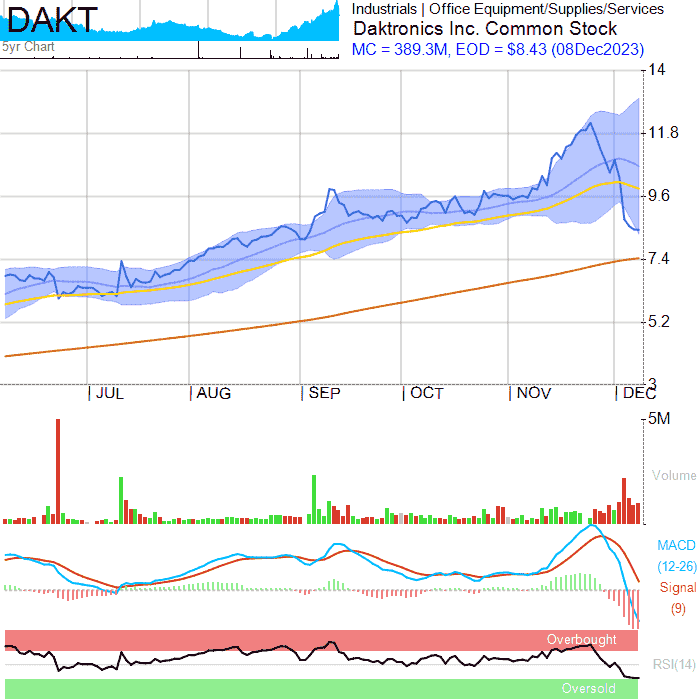 DAKT
5yr Chart
Industrials | Office Equipment/Supplies/Services
Daktronics Inc. Common Stock
MC = 389.3M, EOD = $8.43 (08Dec2023)
14
11.8
9.6
7.4
5.2
3
JUL AUG SEP OCT NOV DEC
5M
Volume
MACD
(12-26)
Signal
(9)
Overbought
RSI(14)
Oversold